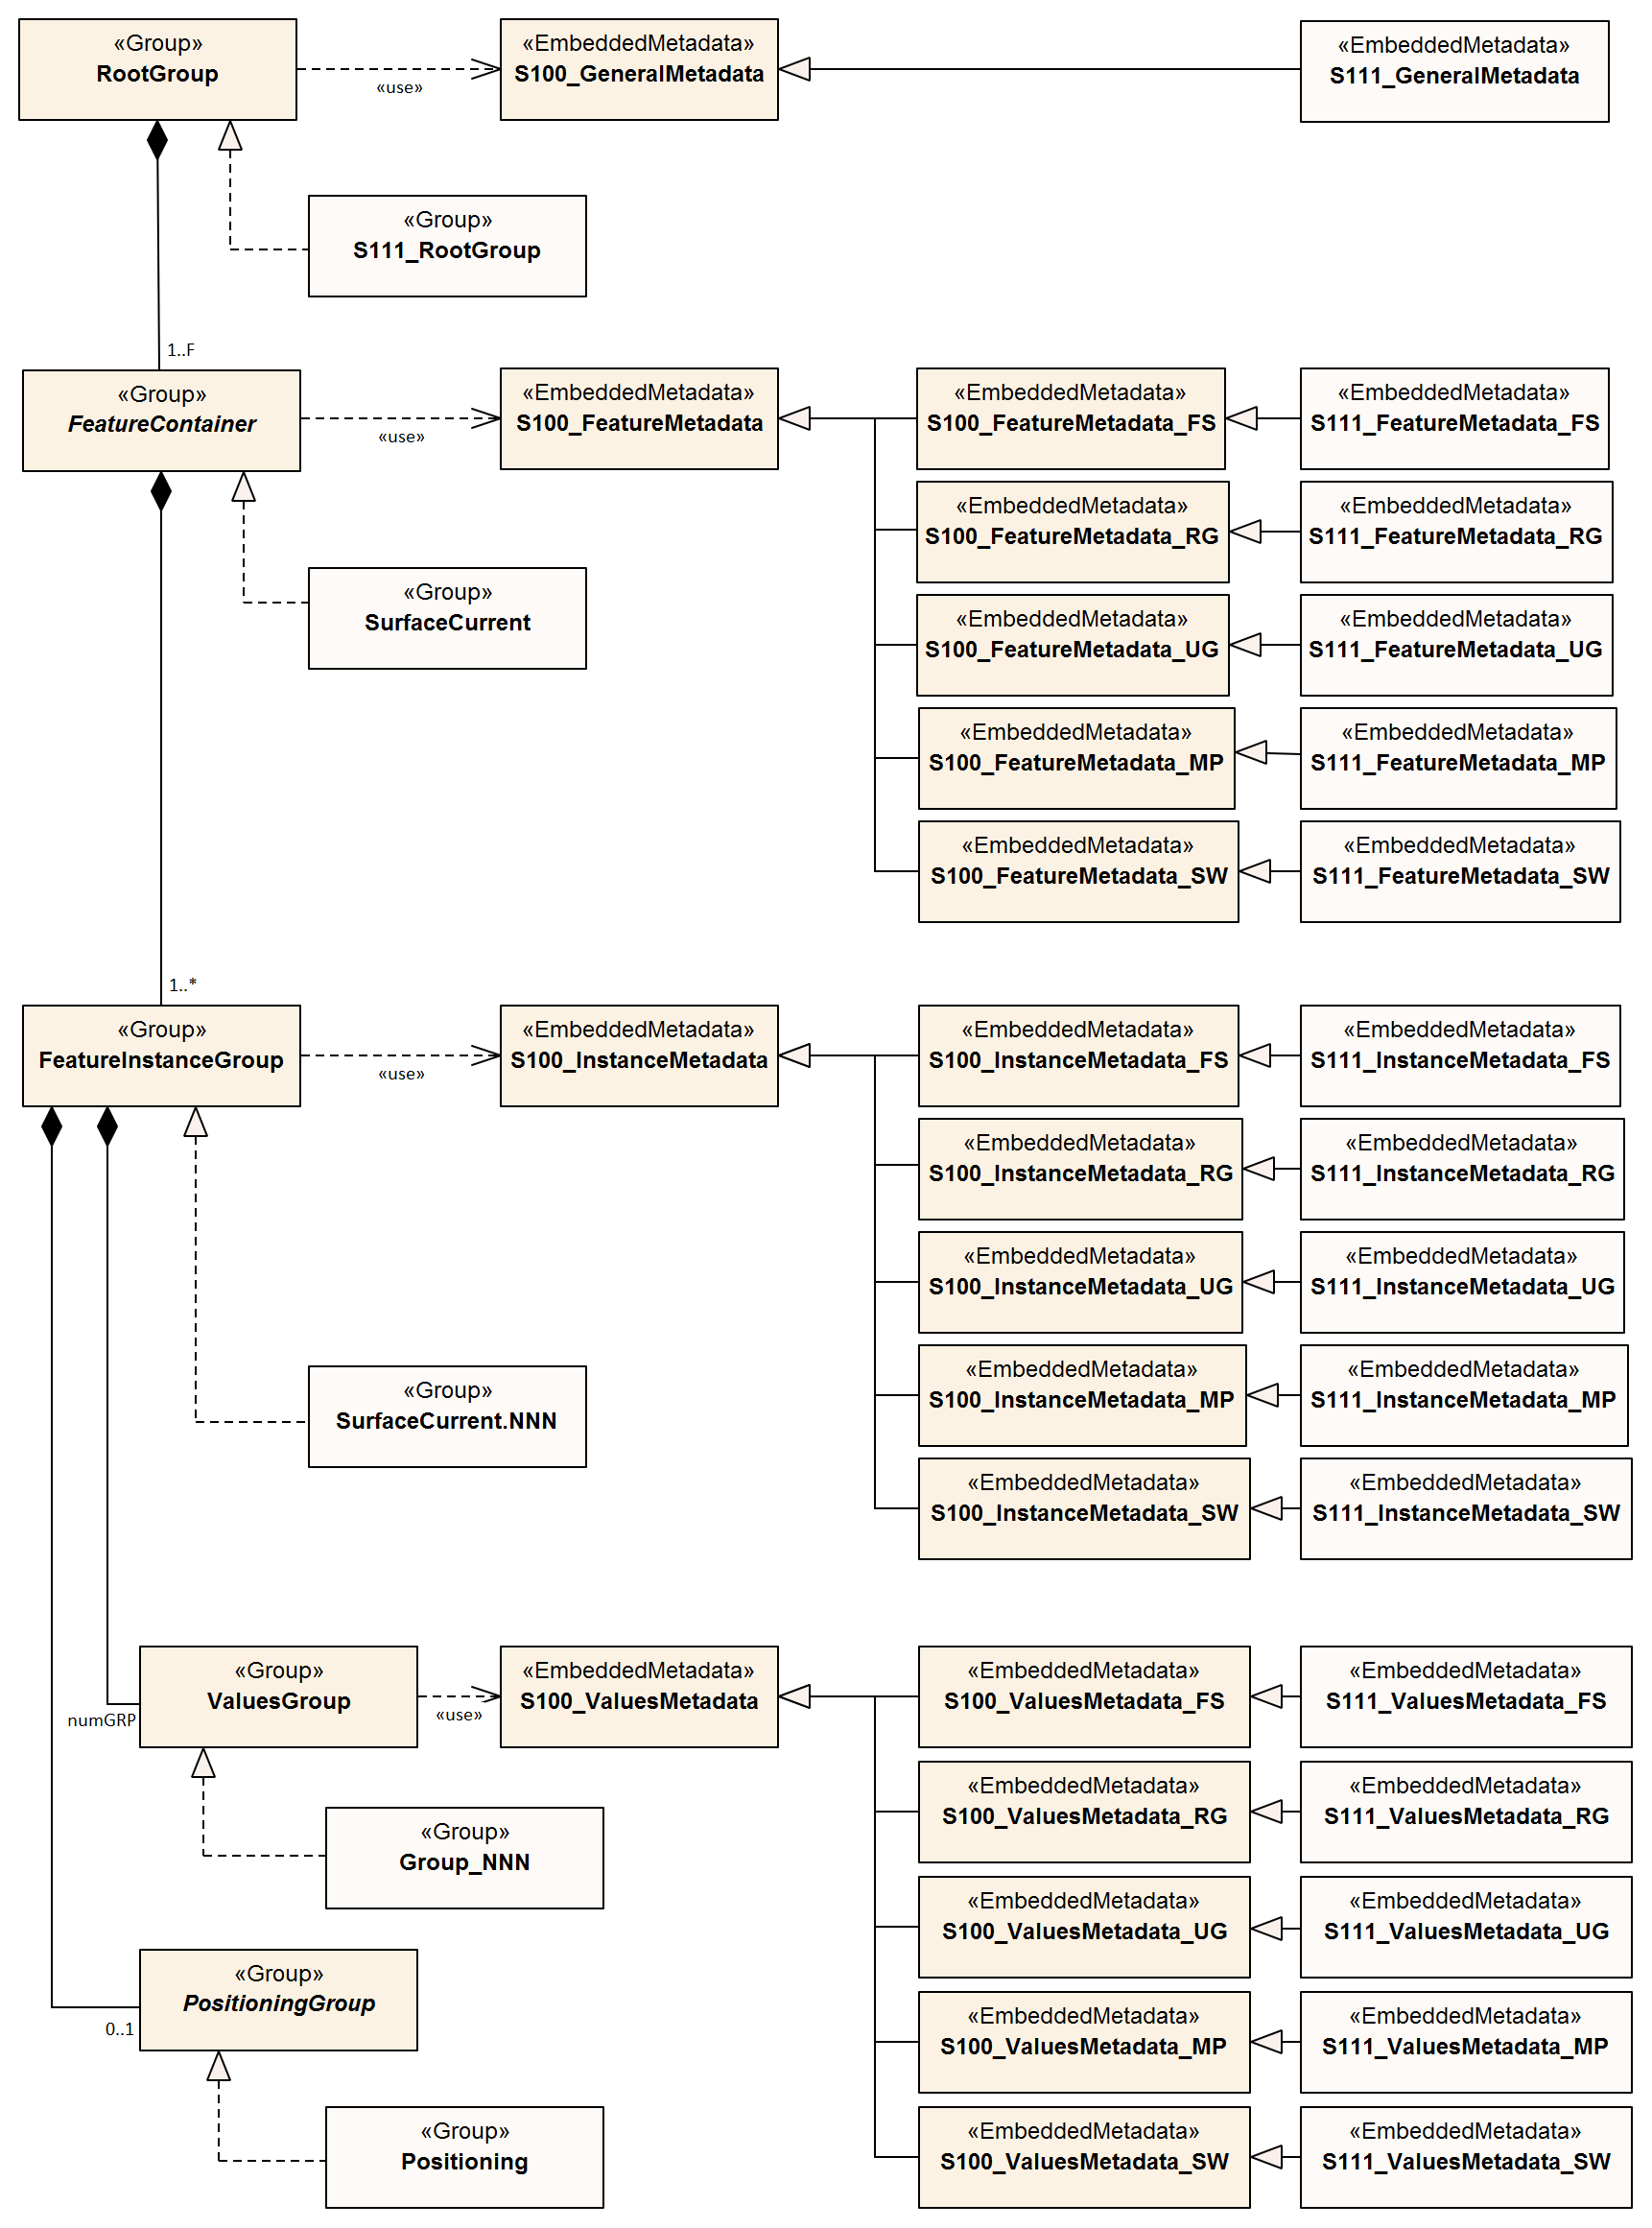 «Group»
RootGroup
«use»
«EmbeddedMetadata»
S100_GeneralMetadata
«EmbeddedMetadata»
S111_GeneralMetadata
«Group»
S111_RootGroup
1..F
«Group»
FeatureContainer
«use»
«EmbeddedMetadata»
S100_FeatureMetadata
«EmbeddedMetadata»
S100_FeatureMetadata_FS
«EmbeddedMetadata»
S111_FeatureMetadata_FS
«EmbeddedMetadata»
S100_FeatureMetadata_RG
«EmbeddedMetadata»
S111_FeatureMetadata_RG
«Group»
SurfaceCurrent
«EmbeddedMetadata»
S100_FeatureMetadata_UG
«EmbeddedMetadata»
S111_FeatureMetadata_UG
«EmbeddedMetadata»
S100_FeatureMetadata_MP
«EmbeddedMetadata»
S111_FeatureMetadata_MP
«EmbeddedMetadata»
S100_FeatureMetadata_SW
«EmbeddedMetadata»
S111_FeatureMetadata_SW
1..*
«Group»
FeatureInstanceGroup
«use»
«EmbeddedMetadata»
S100_InstanceMetadata
«EmbeddedMetadata»
S100_InstanceMetadata_FS
«EmbeddedMetadata»
S111_InstanceMetadata_FS
«EmbeddedMetadata»
S100_InstanceMetadata_RG
«EmbeddedMetadata»
S111_InstanceMetadata_RG
«EmbeddedMetadata»
S100_InstanceMetadata_UG
«EmbeddedMetadata»
S111_InstanceMetadata_UG
«Group»
SurfaceCurrent.NNN
«EmbeddedMetadata»
S100_InstanceMetadata_MP
«EmbeddedMetadata»
S111_InstanceMetadata_MP
«EmbeddedMetadata»
S100_InstanceMetadata_SW
«EmbeddedMetadata»
S111_InstanceMetadata_SW
«Group»
ValuesGroup
numGRP
«use»
«EmbeddedMetadata»
S100_ValuesMetadata
«EmbeddedMetadata»
S100_ValuesMetadata_FS
«EmbeddedMetadata»
S111_ValuesMetadata_FS
«Group»
Group_NNN
«EmbeddedMetadata»
S100_ValuesMetadata_RG
«EmbeddedMetadata»
S111_ValuesMetadata_RG
«EmbeddedMetadata»
S100_ValuesMetadata_UG
«EmbeddedMetadata»
S111_ValuesMetadata_UG
«Group»
PositioningGroup
0..1
«EmbeddedMetadata»
S100_ValuesMetadata_MP
«EmbeddedMetadata»
S111_ValuesMetadata_MP
«Group»
Positioning
«EmbeddedMetadata»
S100_ValuesMetadata_SW
«EmbeddedMetadata»
S111_ValuesMetadata_SW